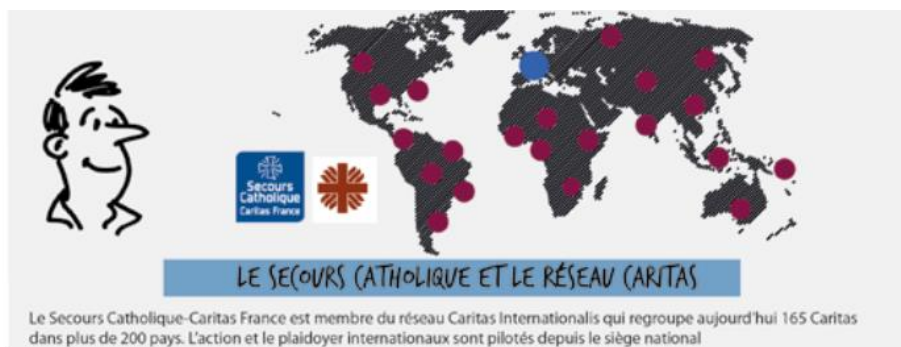 Secours
Catholique
Caritas France
LE SECOURS CATHOLIQUE ET LE RÉSEAU CARITAS
Le Secours Catholique-Caritas France est membre du réseau Caritas Internationalis qui regroupe aujourd'hui 165 Caritas
dans plus de 200 pays. L'action et le plaidoyer internationaux sont pilotés depuis le siège national